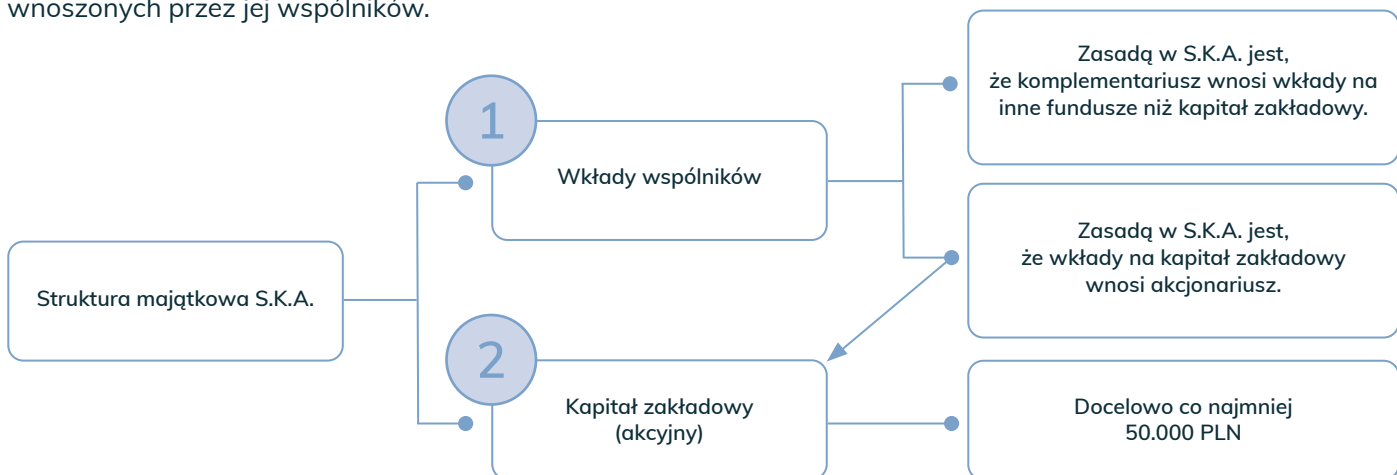 wnoszonych przez jej wspólników.
Struktura majątkowa S.K.A.
1
Wkłady wspólników
Zasadą w S.K.A. jest,
że komplementariusz wnosi wkłady na
inne fundusze niż kapitał zakładowy.
Zasadą w S.K.A. jest,
że wkłady na kapitał zakładowy
wnosi akcjonariusz.
2
Kapitał zakładowy
(akcyjny)
Docelowo co najmniej
50.000 PLN